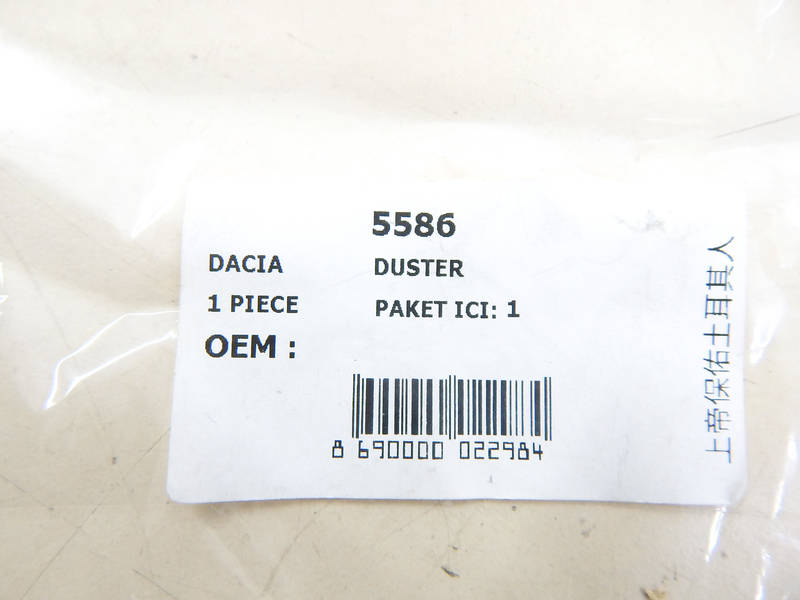 5586
DACIA DUSTER
1 PIECE PAKET ICI: 1
OEM :
8 690000 022984
上帝保佑土耳其人